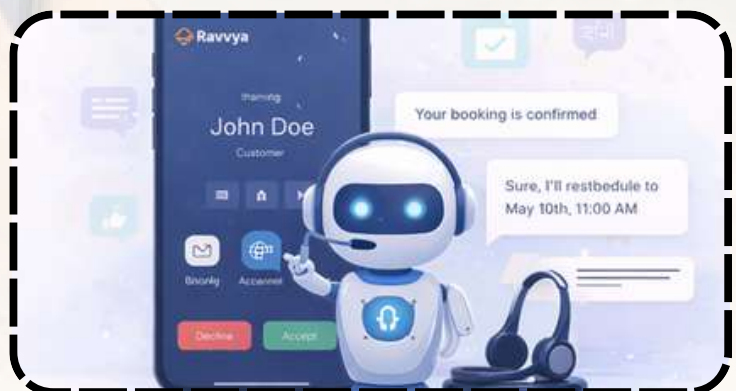 Ravvya
John Doe
Customer
Decline
Accept
Your booking is confirmed
Sure, I'll restbedule to
May 10th, 11:00 AM